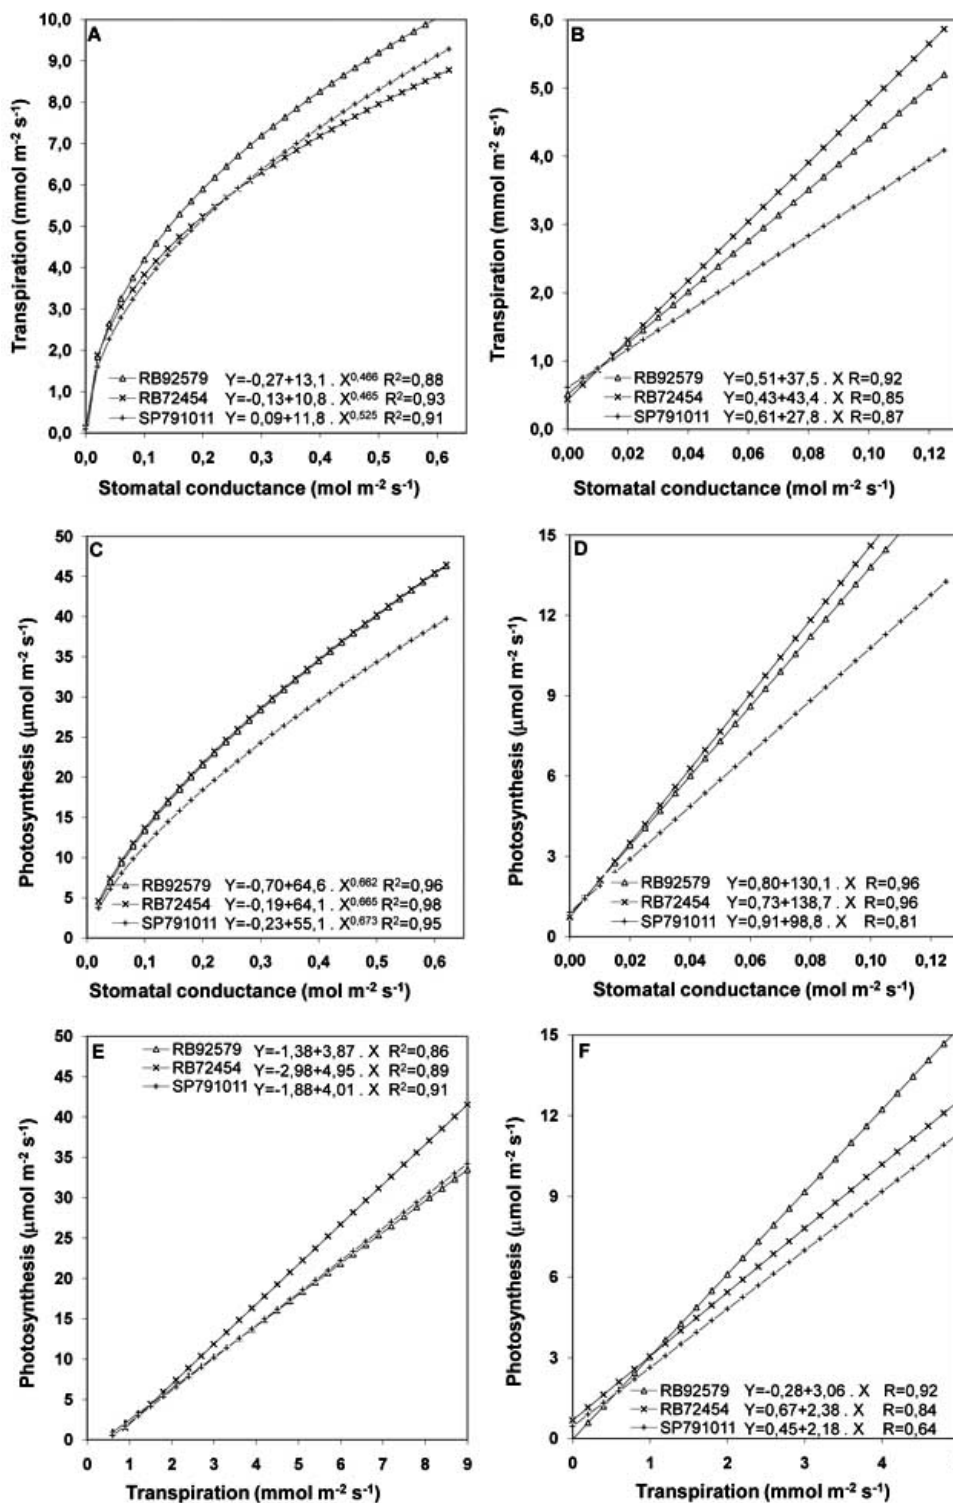 A
Transpiration (mmol m⁻² s⁻¹)
10,0
9,0
8,0
7,0
6,0
5,0
4,0
3,0
2,0
1,0
0,0
RB92579 Y=-0,27+13,1 . X^0,466 R²=0,88
RB72454 Y=-0,13+10,8 . X^0,465 R²=0,93
SP791011 Y= 0,09+11,8 . X^0,525 R²=0,91
0,0 0,1 0,2 0,3 0,4 0,5 0,6
Stomatal conductance (mol m⁻² s⁻¹)
B
Transpiration (mmol m⁻² s⁻¹)
6,0
5,0
4,0
3,0
2,0
1,0
0,0
RB92579 Y=0,51+37,5 . X R=0,92
RB72454 Y=0,43+43,4 . X R=0,85
SP791011 Y=0,61+27,8 . X R=0,87
0,00 0,02 0,04 0,06 0,08 0,10 0,12
Stomatal conductance (mol m⁻² s⁻¹)
C
Photosynthesis (μmol m⁻² s⁻¹)
50
45
40
35
30
25
20
15
10
5
0
RB92579 Y=-0,70+64,6 . X^0,662 R²=0,96
RB72454 Y=-0,19+64,1 . X^0,665 R²=0,98
SP791011 Y=-0,23+55,1 . X^0,673 R²=0,95
0,0 0,1 0,2 0,3 0,4 0,5 0,6
Stomatal conductance (mol m⁻² s⁻¹)
D
Photosynthesis (μmol m⁻² s⁻¹)
15
12
9
6
3
0
RB92579 Y=0,80+130,1 . X R=0,96
RB72454 Y=0,73+138,7 . X R=0,96
SP791011 Y=0,91+98,8 . X R=0,81
0,00 0,02 0,04 0,06 0,08 0,10 0,12
Stomatal conductance (mol m⁻² s⁻¹)
E
Photosynthesis (μmol m⁻² s⁻¹)
50
45
40
35
30
25
20
15
10
5
0
RB92579 Y=-1,38+3,87 . X R²=0,86
RB72454 Y=-2,98+4,95 . X R²=0,89
SP791011 Y=-1,88+4,01 . X R²=0,91
0 1 2 3 4 5 6 7 8 9
Transpiration (mmol m⁻² s⁻¹)
F
Photosynthesis (μmol m⁻² s⁻¹)
15
12
9
6
3
0
RB92579 Y=-0,28+3,06 . X R=0,92
RB72454 Y=0,67+2,38 . X R=0,84
SP791011 Y=0,45+2,18 . X R=0,64
0 1 2 3 4
Transpiration (mmol m⁻² s⁻¹)